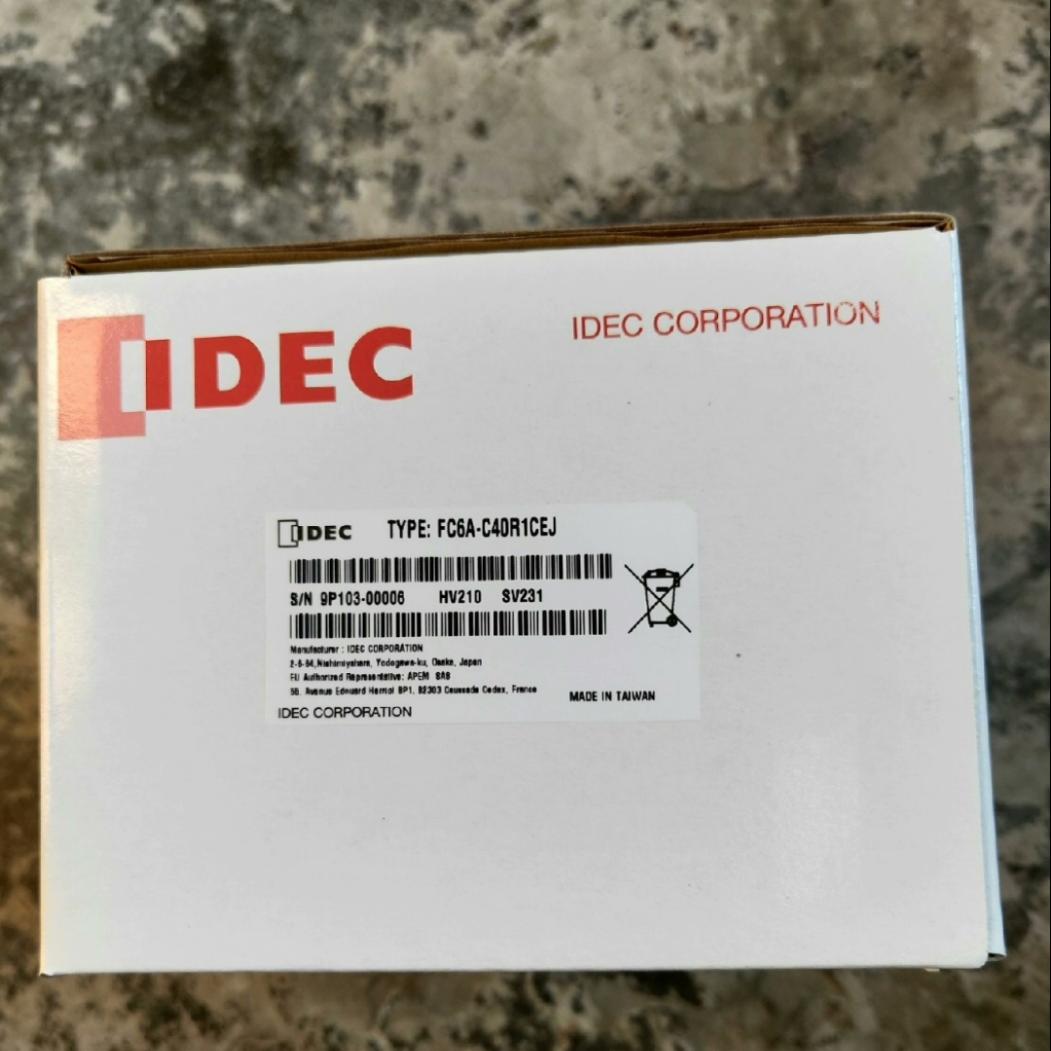 IDEC
IDEC CORPORATION
IDEC TYPE: FC6A-C40R1CEJ
S/N 9P103-00006 HV210 SV231
Manufacturer : IDEC CORPORATION
2-6-64, Nishimiyahara, Yodogawa-ku, Osaka, Japan
EU Authorized Representative: APEM SAS
Avenue Edouard Herriot BP1, 82303 Caussade Cedex, France
MADE IN TAIWAN
IDEC CORPORATION